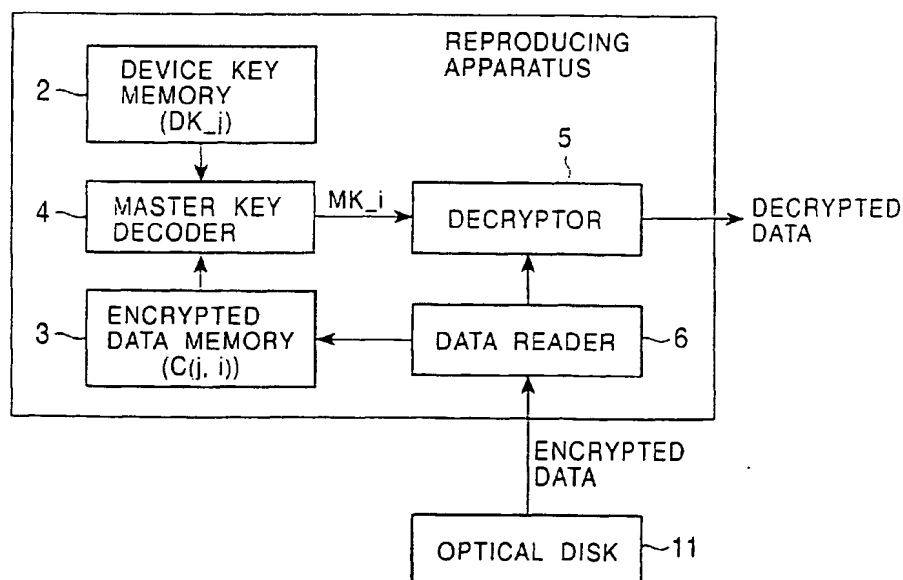 REPRODUCING
APPARATUS
DEVICE KEY
MEMORY
(DK_j)
2
5
4
MASTER KEY
DECODER
MK_i
DECRYPTOR
DECRYPTED
DATA
3
ENCRYPTED
DATA MEMORY
(C(j, i))
DATA READER
6
ENCRYPTED
DATA
OPTICAL DISK
11